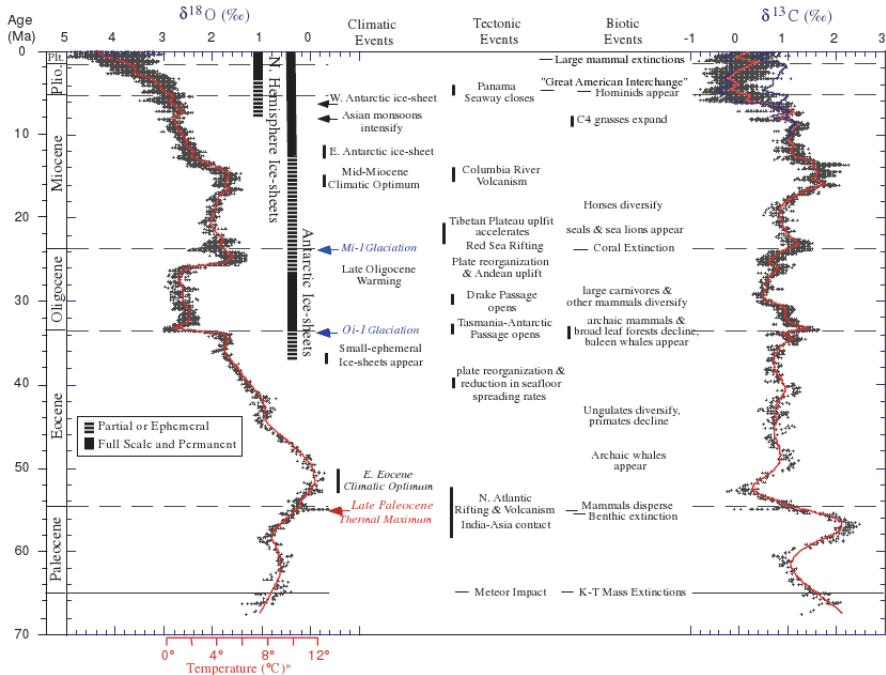 Age
(Ma)
δ18O (‰)
Climatic
Events
Tectonic
Events
Biotic
Events
δ13C (‰)
5 4 3 2 1 0
-1 0 1 2 3
0
10
20
30
40
50
60
70
Plt.
Plio.
Miocene
Oligocene
Eocene
Paleocene
N. Hemisphere Ice-sheets
Antarctic Ice-sheets
W. Antarctic ice-sheet
Asian monsoons
intensify
E. Antarctic ice-sheet
Mid-Miocene
Climatic Optimum
Mi-1 Glaciation
Late Oligocene
Warming
Oi-1 Glaciation
Small-ephemeral
Ice-sheets appear
E. Eocene
Climatic Optimum
Late Paleocene
Thermal Maximum
Panama
Seaway closes
Columbia River
Volcanism
Tibetan Plateau uplfit
accelerates
Red Sea Rifting
Plate reorganization
& Andean uplift
Drake Passage
opens
Tasmania-Antarctic
Passage opens
plate reorganization &
reduction in seafloor
spreading rates
N. Atlantic
Rifting & Volcanism
India-Asia contact
Meteor Impact
Large mammal extinctions
"Great American Interchange"
Hominids appear
C4 grasses expand
Horses diversify
seals & sea lions appear
Coral Extinction
large carnivores &
other mammals diversify
archaic mammals &
broad leaf forests decline,
baleen whales appear
Ungulates diversify,
primates decline
Archaic whales
appear
Mammals disperse
Benthic extinction
K-T Mass Extinctions
Partial or Ephemeral
Full Scale and Permanent
0° 4° 8° 12°
Temperature (°C)*